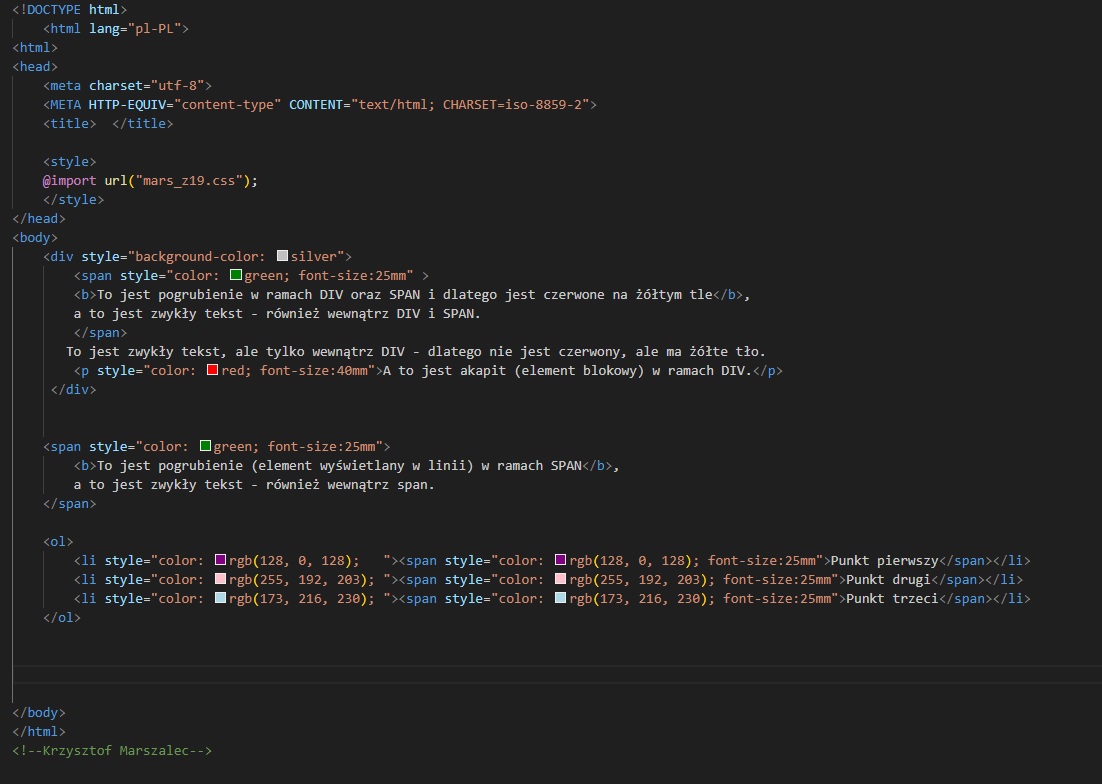 <!DOCTYPE html>
    <html lang="pl-PL">
<html>
<head>
    <meta charset="utf-8">
    <META HTTP-EQUIV="content-type" CONTENT="text/html; CHARSET=iso-8859-2">
    <title>  </title>
    <style>
    @import url("mars_z19.css");
    </style>
</head>
<body>
    <div style="background-color: silver">
        <span style="color: green; font-size:25mm" >
        <b>To jest pogrubienie w ramach DIV oraz SPAN i dlatego jest czerwone na żółtym tle</b>,
        a to jest zwykły tekst - również wewnątrz DIV i SPAN.
        </span>
       To jest zwykły tekst, ale tylko wewnątrz DIV - dlatego nie jest czerwony, ale ma żółte tło.
        <p style="color: red; font-size:40mm">A to jest akapit (element blokowy) w ramach DIV.</p>
     </div>
    <span style="color: green; font-size:25mm">
        <b>To jest pogrubienie (element wyświetlany w linii) w ramach SPAN</b>,
        a to jest zwykły tekst - również wewnątrz span.
    </span>
    <ol>
        <li style="color: rgb(128, 0, 128);   "><span style="color: rgb(128, 0, 128); font-size:25mm">Punkt pierwszy</span></li>
        <li style="color: rgb(255, 192, 203); "><span style="color: rgb(255, 192, 203); font-size:25mm">Punkt drugi</span></li>
        <li style="color: rgb(173, 216, 230); "><span style="color: rgb(173, 216, 230); font-size:25mm">Punkt trzeci</span></li>
    </ol>
</body>
</html>
<!--Krzysztof Marszalec-->